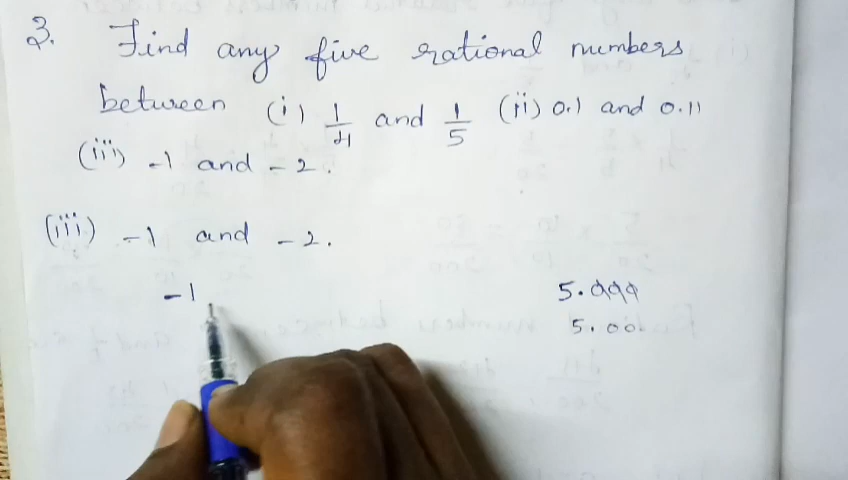 3. Find any five rational numbers
between (i) 1/4 and 1/5 (ii) 0.1 and 0.11
(iii) -1 and -2.
(iii) -1 and -2.
-1
5.999
5.00